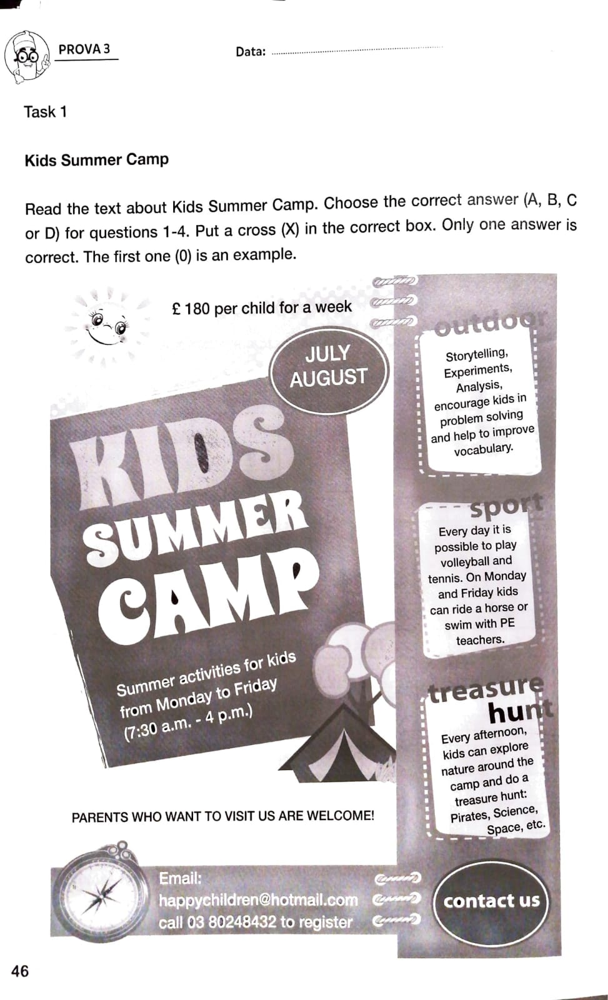 PROVA 3
Data:
Task 1
Kids Summer Camp
Read the text about Kids Summer Camp. Choose the correct answer (A, B, C
or D) for questions 1-4. Put a cross (X) in the correct box. Only one answer is
correct. The first one (0) is an example.
£ 180 per child for a week
JULY
AUGUST
KIDS
SUMMER
CAMP
Summer activities for kids
from Monday to Friday
(7:30 a.m. - 4 p.m.)
outdoor
Storytelling,
Experiments,
Analysis,
encourage kids in
problem solving
and help to improve
vocabulary.
sport
Every day it is
possible to play
volleyball and
tennis. On Monday
and Friday kids
can ride a horse or
swim with PE
teachers.
treasure
hunt
Every afternoon,
kids can explore
nature around the
camp and do a
treasure hunt:
Pirates, Science,
Space, etc.
PARENTS WHO WANT TO VISIT US ARE WELCOME!
Email:
happychildren@hotmail.com
call 03 80248432 to register
contact us
46